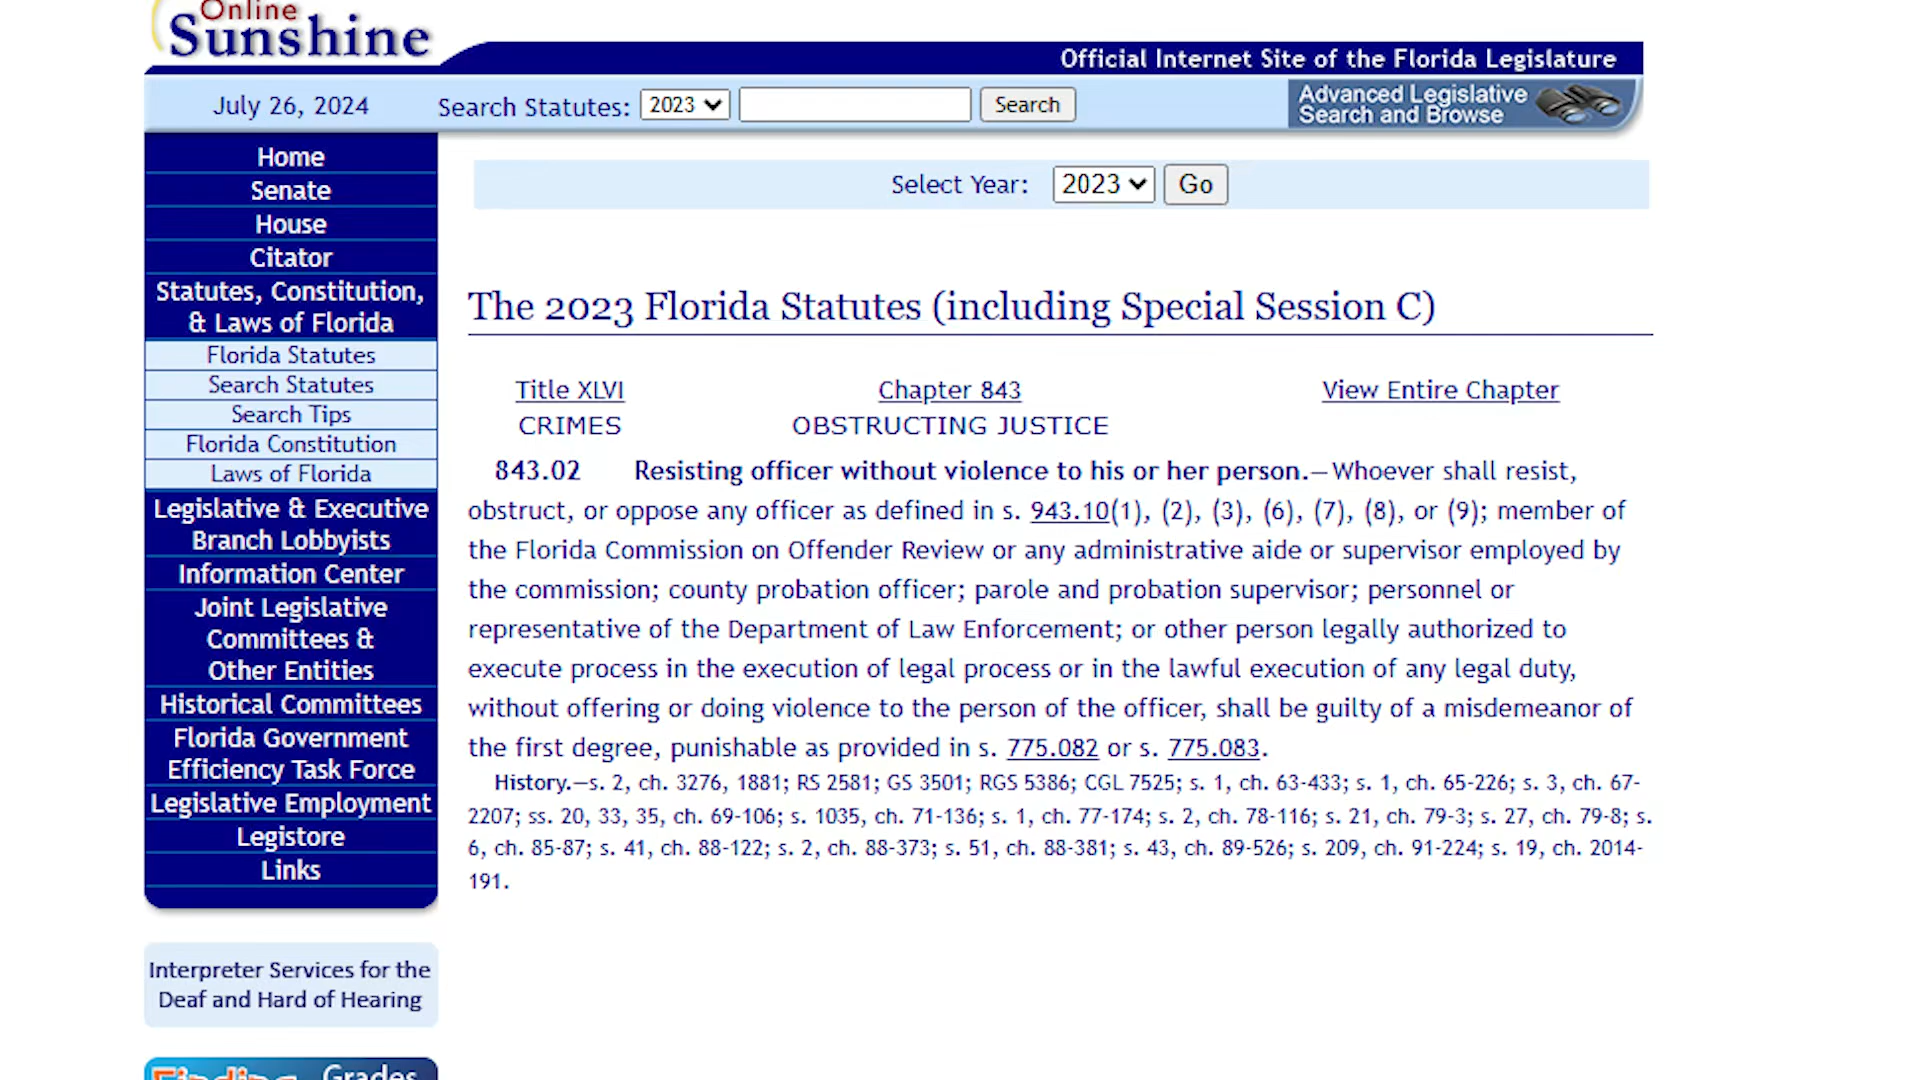 Online
Sunshine
Official Internet Site of the Florida Legislature
July 26, 2024
Search Statutes:
2023
Search
Advanced Legislative
Search and Browse
Home
Senate
House
Citator
Statutes, Constitution,
& Laws of Florida
Florida Statutes
Search Statutes
Search Tips
Florida Constitution
Laws of Florida
Legislative & Executive
Branch Lobbyists
Information Center
Joint Legislative
Committees &
Other Entities
Historical Committees
Florida Government
Efficiency Task Force
Legislative Employment
Legistore
Links
Interpreter Services for the
Deaf and Hard of Hearing
Finding Grades
Select Year: 2023 Go
The 2023 Florida Statutes (including Special Session C)
Title XLVI Chapter 843 View Entire Chapter
CRIMES OBSTRUCTING JUSTICE
843.02 Resisting officer without violence to his or her person.—Whoever shall resist,
obstruct, or oppose any officer as defined in s. 943.10(1), (2), (3), (6), (7), (8), or (9); member of
the Florida Commission on Offender Review or any administrative aide or supervisor employed by
the commission; county probation officer; parole and probation supervisor; personnel or
representative of the Department of Law Enforcement; or other person legally authorized to
execute process in the execution of legal process or in the lawful execution of any legal duty,
without offering or doing violence to the person of the officer, shall be guilty of a misdemeanor of
the first degree, punishable as provided in s. 775.082 or s. 775.083.
History.—s. 2, ch. 3276, 1881; RS 2581; GS 3501; RGS 5386; CGL 7525; s. 1, ch. 63-433; s. 1, ch. 65-226; s. 3, ch. 67-
2207; ss. 20, 33, 35, ch. 69-106; s. 1035, ch. 71-136; s. 1, ch. 77-174; s. 2, ch. 78-116; s. 21, ch. 79-3; s. 27, ch. 79-8; s.
6, ch. 85-87; s. 41, ch. 88-122; s. 2, ch. 88-373; s. 51, ch. 88-381; s. 43, ch. 89-526; s. 209, ch. 91-224; s. 19, ch. 2014-
191.